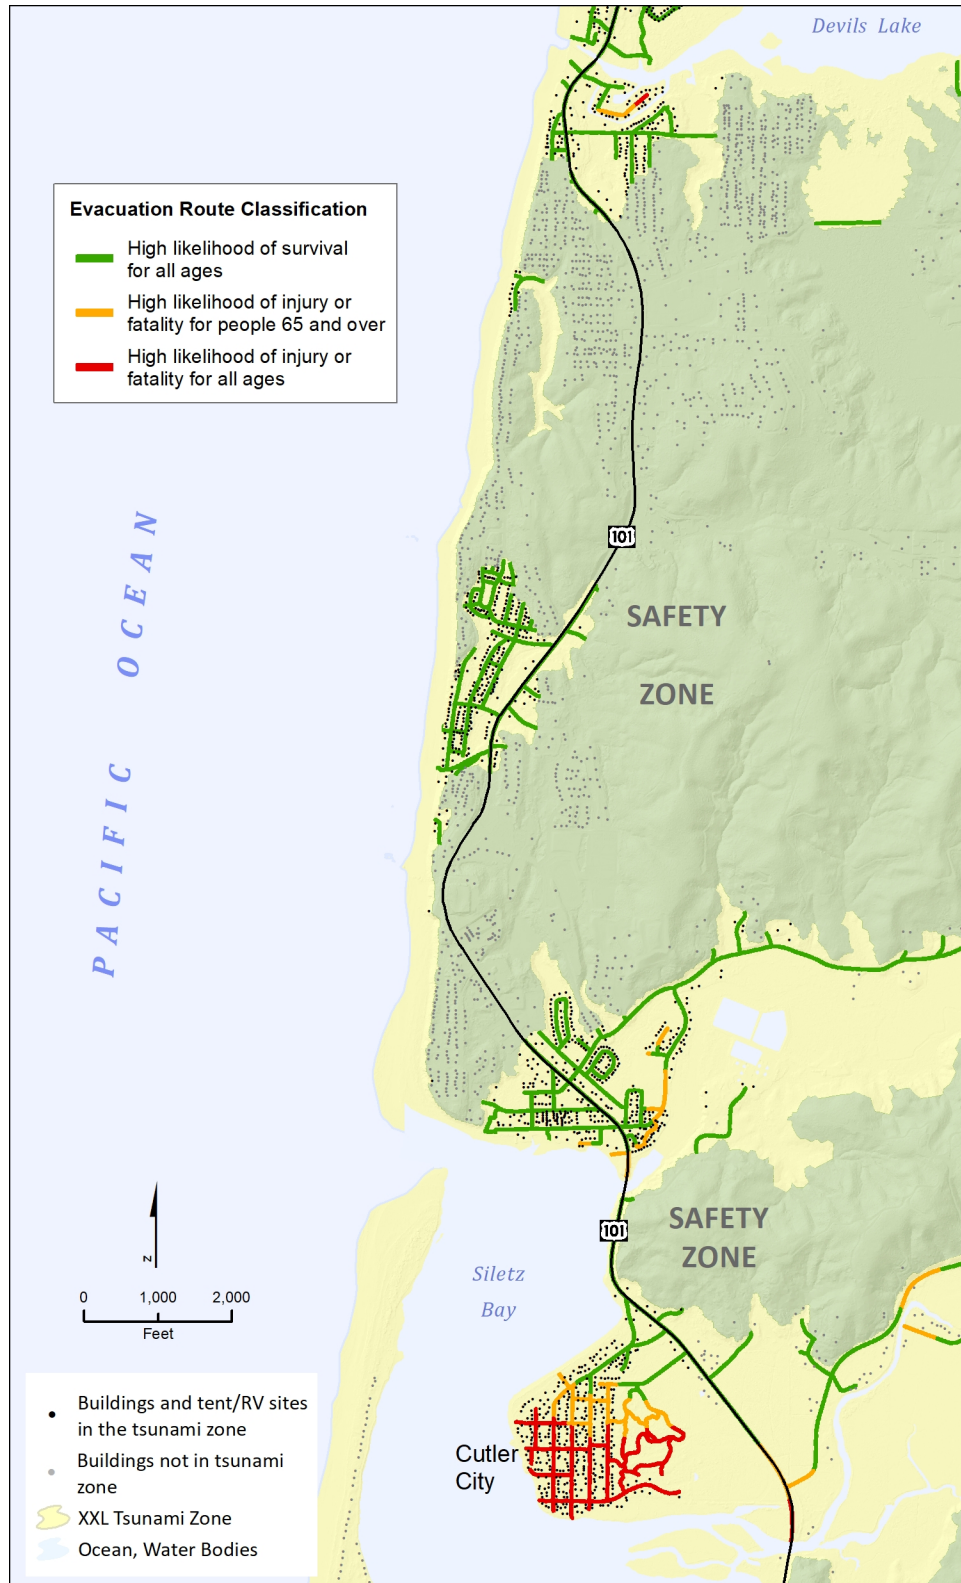 Devils Lake
Evacuation Route Classification
High likelihood of survival
for all ages
High likelihood of injury or
fatality for people 65 and over
High likelihood of injury or
fatality for all ages
PACIFIC OCEAN
101
SAFETY
ZONE
101
SAFETY
ZONE
Siletz
Bay
N
0 1,000 2,000
Feet
Cutler
City
Buildings and tent/RV sites
in the tsunami zone
Buildings not in tsunami
zone
XXL Tsunami Zone
Ocean, Water Bodies